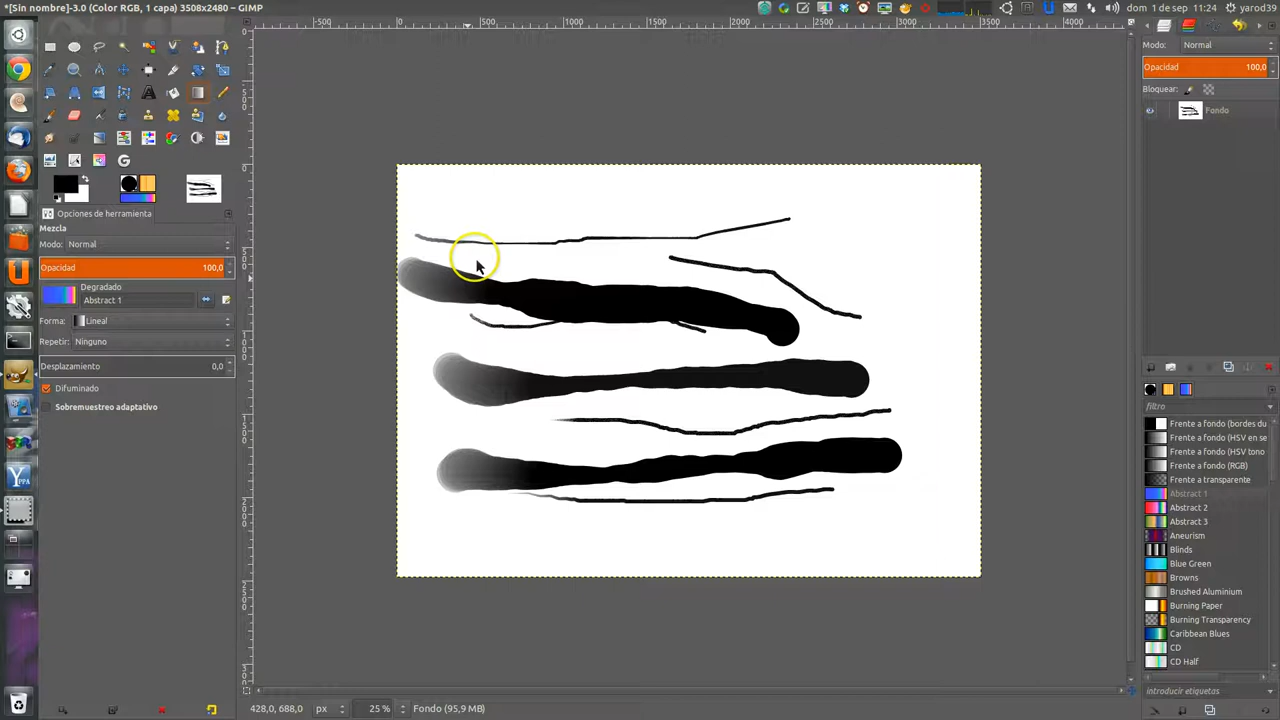 *[Sin nombre]-3.0 (Color RGB, 1 capa) 3508x2480 – GIMP
dom 1 dic 11:24
yarod39
-500 0 500 1000 1500 2000 2500 3000 3500 4000
Modo: Normal
Opacidad 100,0
Bloquear:
Fondo
Opciones de herramienta
Mezcla
Modo: Normal
Opacidad 100,0
Degradado
Abstract 1
Forma: Lineal
Repetir: Ninguno
Desplazamiento 0,0
Difuminado
Sobremuestreo adaptativo
filtro
Frente a fondo (bordes du
Frente a fondo (HSV en se
Frente a fondo (HSV tono
Frente a fondo (RGB)
Frente a transparente
Abstract 1
Abstract 2
Abstract 3
Aneurism
Blinds
Blue Green
Browns
Brushed Aluminium
Burning Paper
Burning Transparency
Caribbean Blues
CD
CD Half
introducir etiquetas
428,0, 688,0 px 25 % Fondo (95,9 MB)